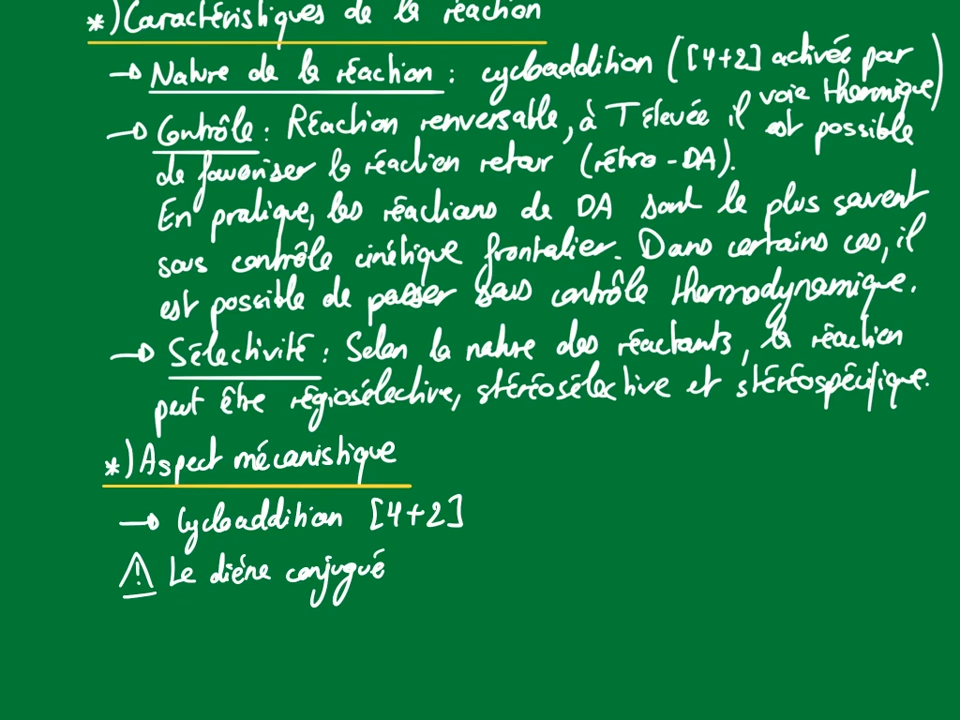 *) Caractéristiques de la réaction
→ Nature de la réaction : cycloaddition ([4+2] activée par
voie thermique)
→ Contrôle : Réaction renversable, à T élevée il est possible
de favoriser la réaction retour (rétro-DA).
En pratique, les réactions de DA sont le plus souvent
sous contrôle cinétique frontalier. Dans certains cas, il
est possible de passer sous contrôle thermodynamique.
→ Sélectivité : Selon la nature des réactants, la réaction
peut être régiosélective, stéréosélective et stéréospécifique.
*) Aspect mécanistique
→ Cycloaddition [4+2]
⚠ Le diène conjugué